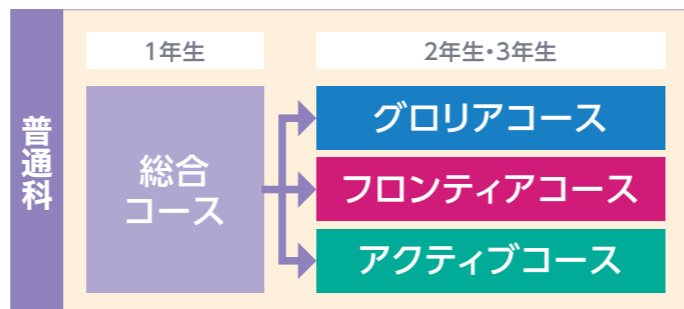 普通科
1年生
総合
コース
2年生・3年生
グロリアコース
フロンティアコース
アクティブコース